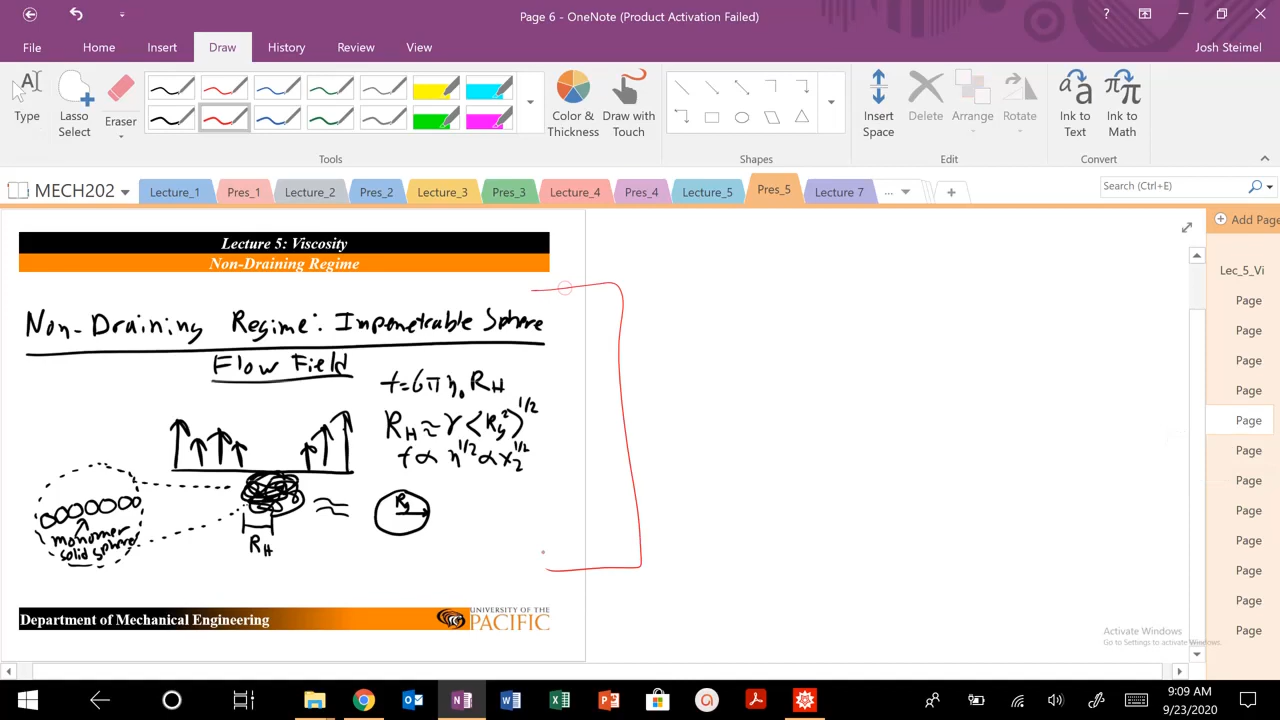 Page 6 - OneNote (Product Activation Failed)
?
File Home Insert Draw History Review View Josh Steimel
Type
Lasso Select
Eraser
Color & Thickness
Draw with Touch
Insert Space
Delete
Arrange
Rotate
Ink to Text
Ink to Math
Tools
Shapes
Edit
Convert
MECH202 Lecture_1 Pres_1 Lecture_2 Pres_2 Lecture_3 Pres_3 Lecture_4 Pres_4 Lecture_5 Pres_5 Lecture 7 ... Search (Ctrl+E)
Add Page
Lec_5_Vi
Page
Page
Page
Page
Page
Page
Page
Page
Page
Page
Page
Page
Lecture 5: Viscosity
Non-Draining Regime
Non-Draining Regime: Impenetrable Sphere
Flow Field
f=6πη₀RH
RH≈γ<Rg²>^1/2
f∝ η^1/2∝x₂^1/2
Rg
monomer
solid sphere
RH
≈
Department of Mechanical Engineering
UNIVERSITY OF THE
PACIFIC
Activate Windows
Go to Settings to activate Windows.
9:09 AM
9/23/2020